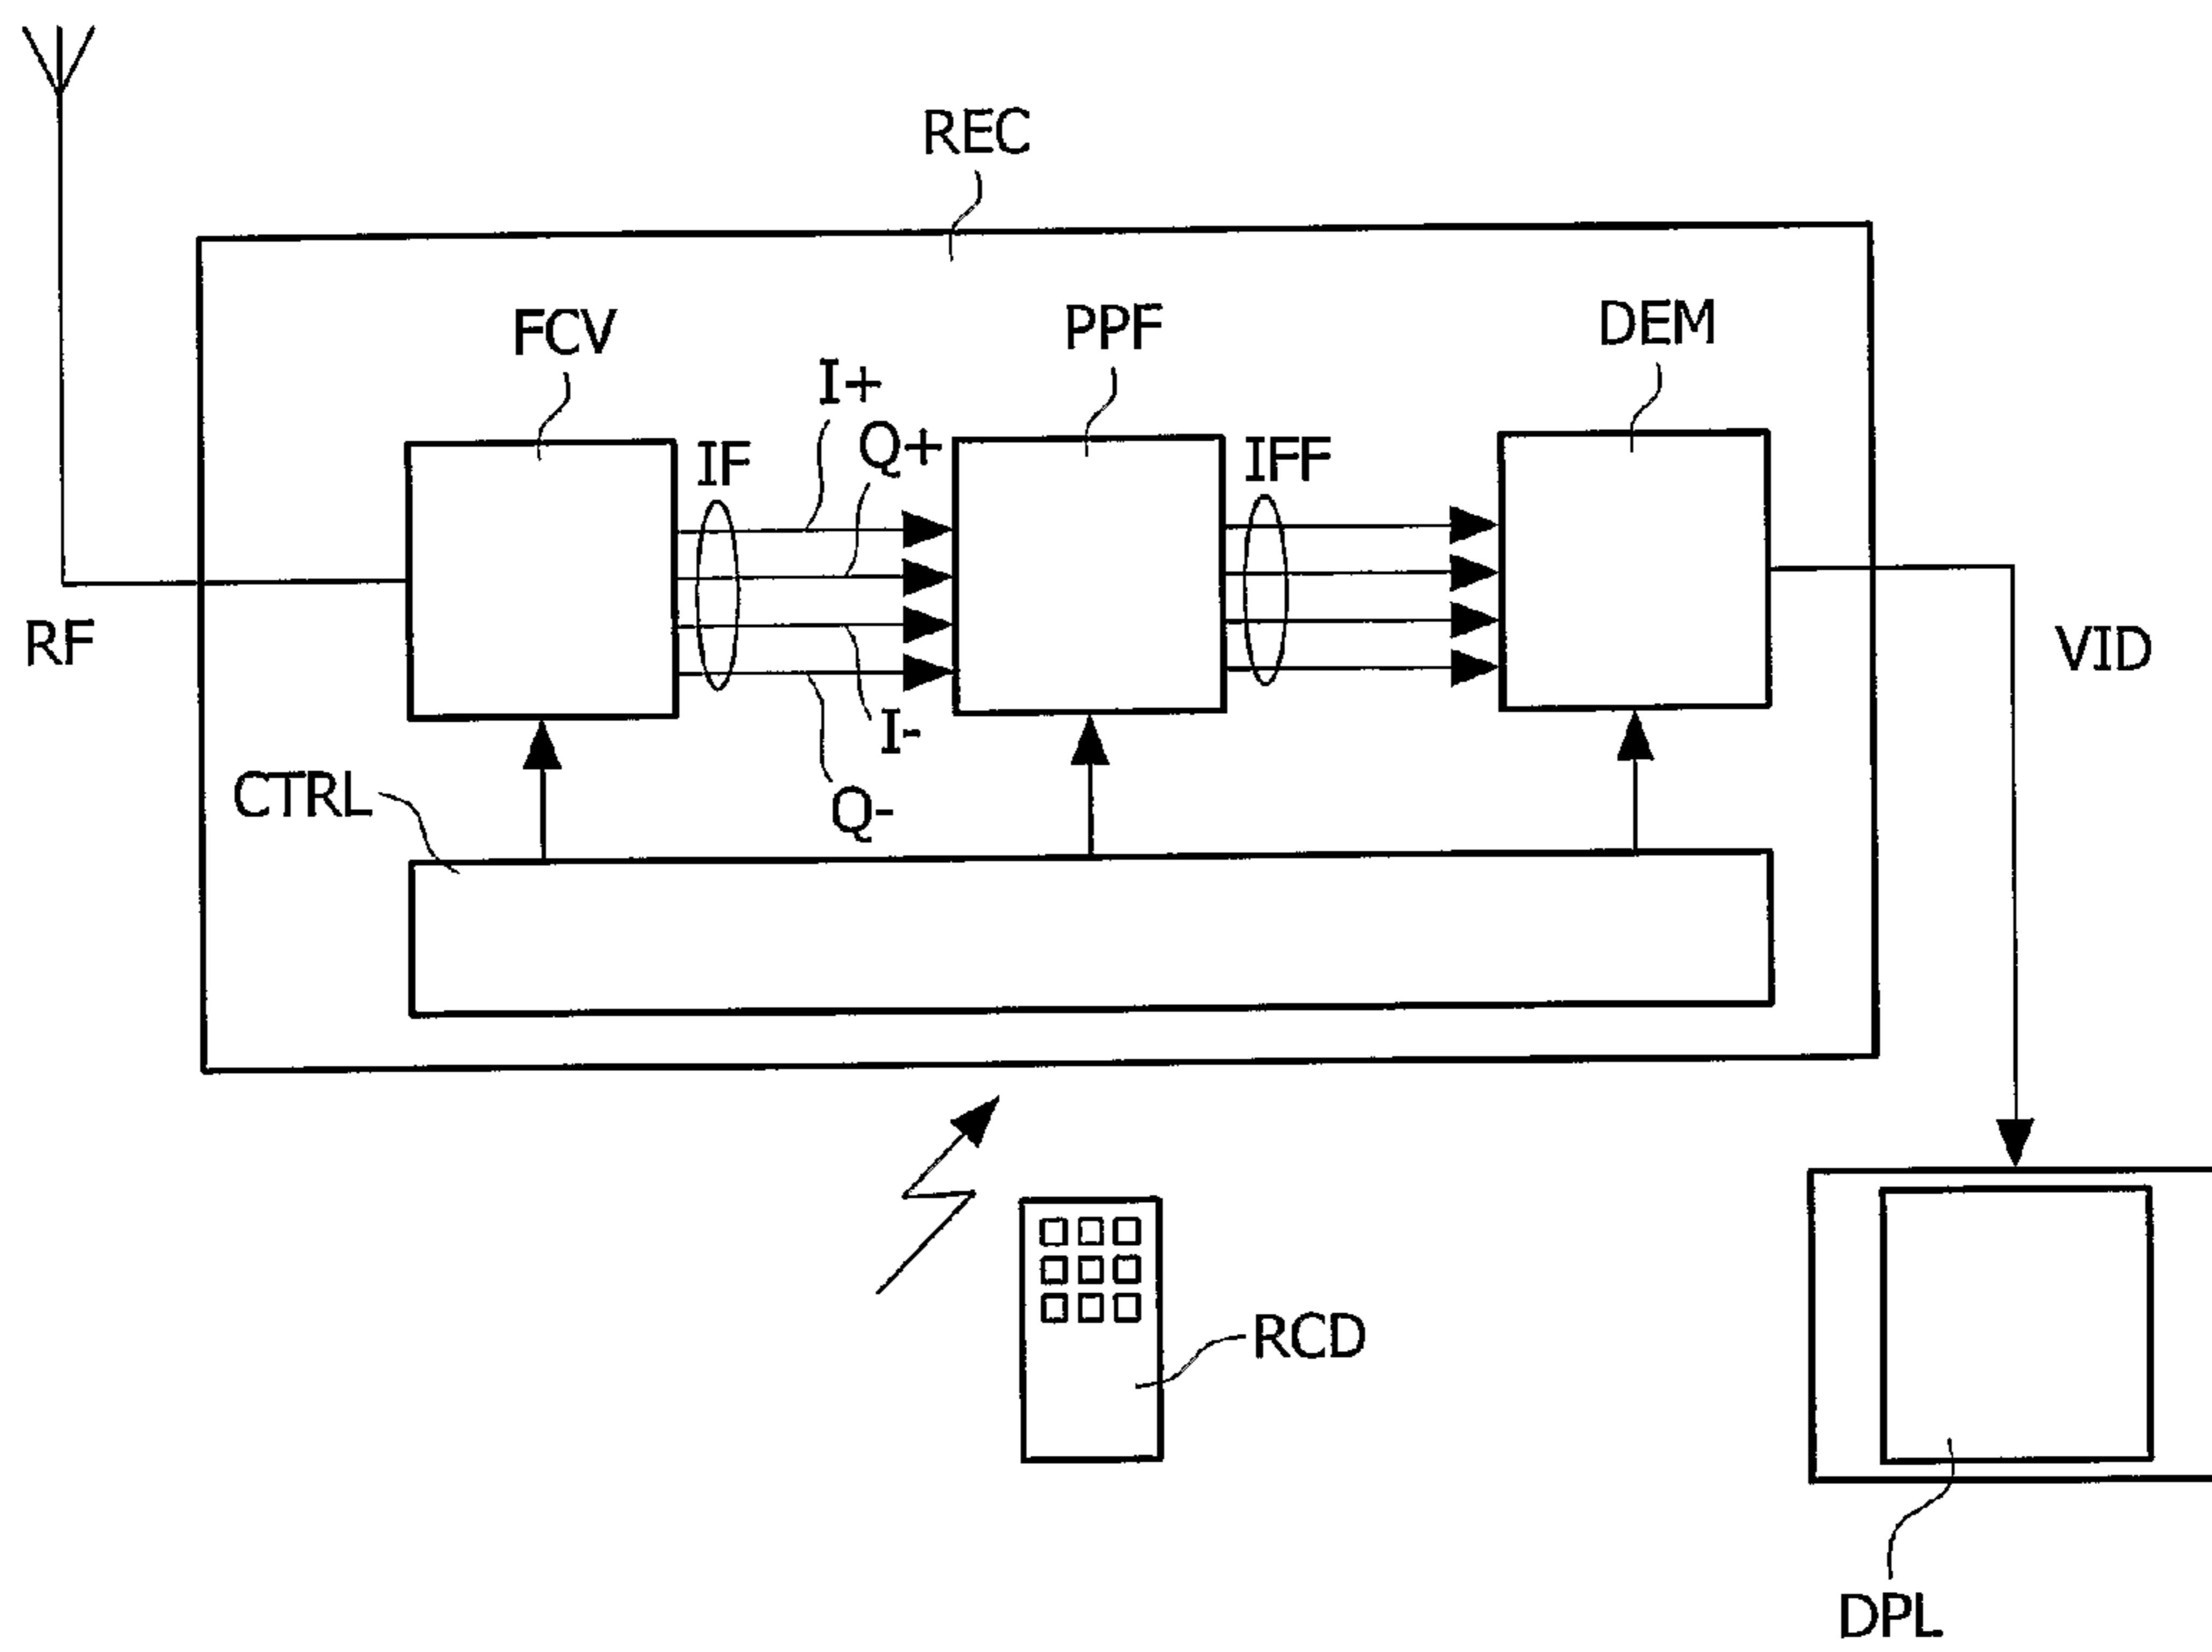 REC
FCV
PPF
DEM
I+
Q+
IF
IFF
RF
VID
I-
Q-
CTRL
RCD
DPL